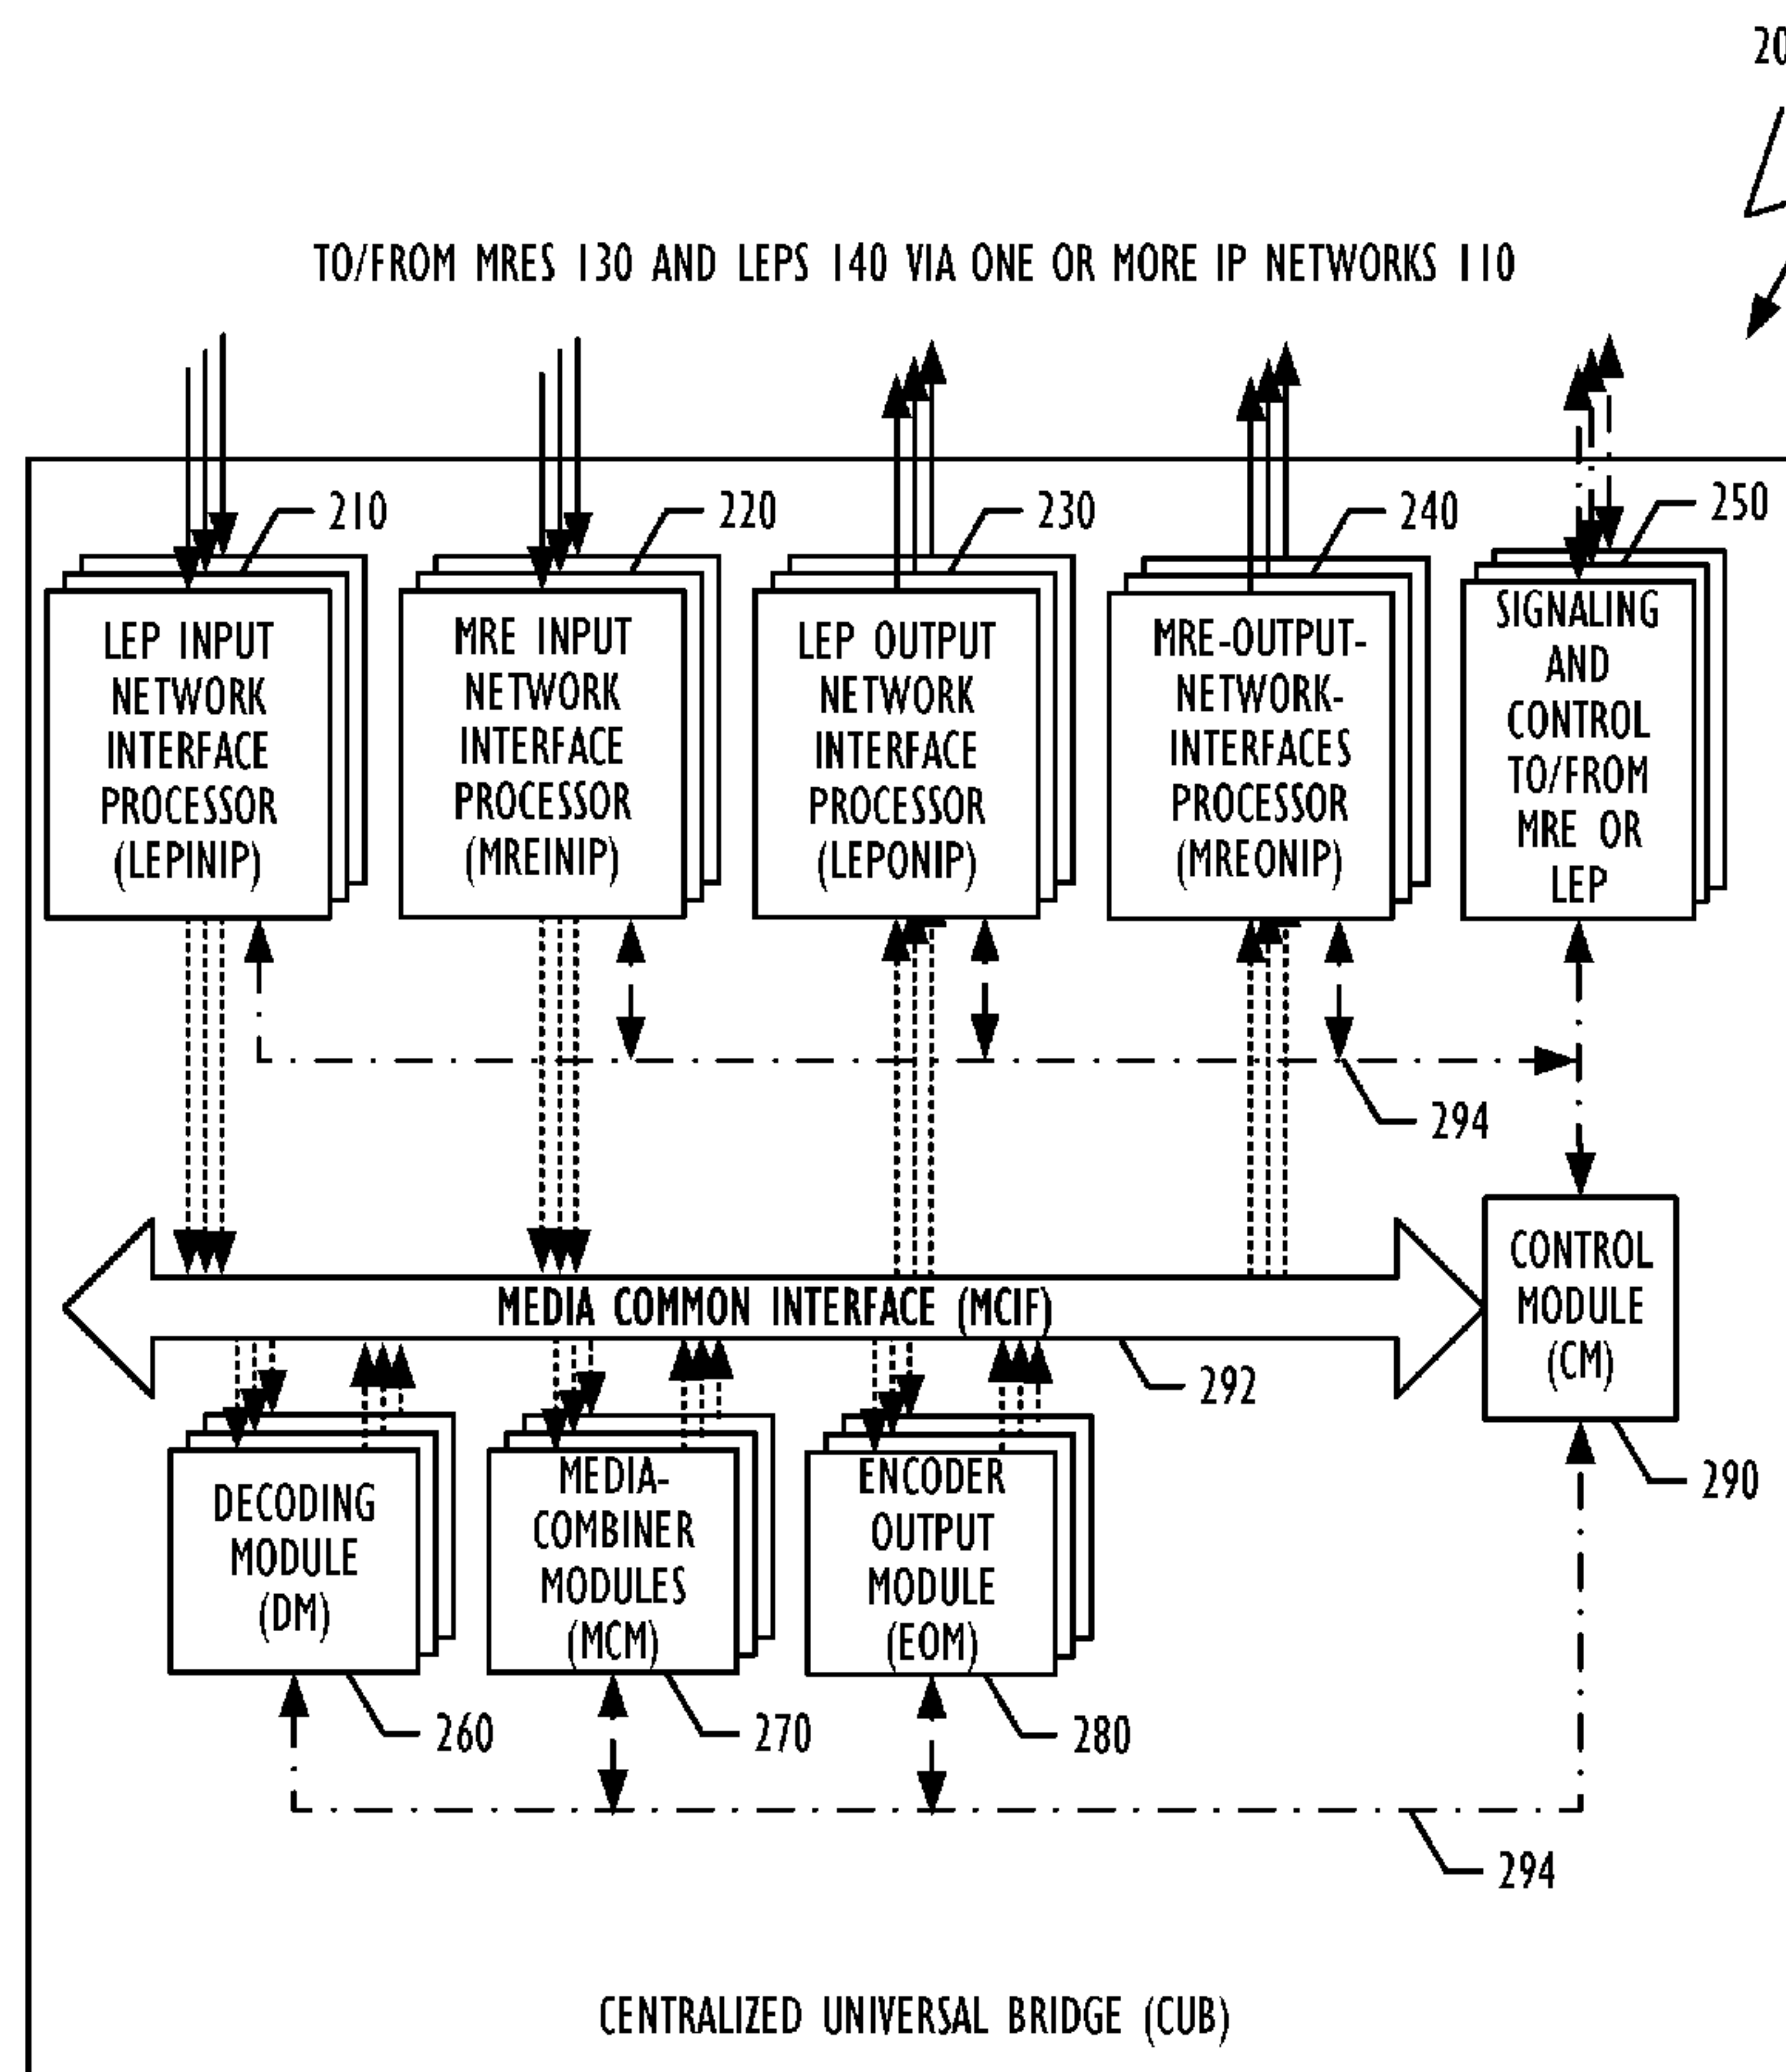 20
TO/FROM MRES 130 AND LEPS 140 VIA ONE OR MORE IP NETWORKS 110
210
220
230
240
250
LEP INPUT
NETWORK
INTERFACE
PROCESSOR
(LEPINIP)
MRE INPUT
NETWORK
INTERFACE
PROCESSOR
(MREINIP)
LEP OUTPUT
NETWORK
INTERFACE
PROCESSOR
(LEPONIP)
MRE-OUTPUT-
NETWORK-
INTERFACES
PROCESSOR
(MREONIP)
SIGNALING
AND
CONTROL
TO/FROM
MRE OR
LEP
294
MEDIA COMMON INTERFACE (MCIF)
CONTROL
MODULE
(CM)
292
290
DECODING
MODULE
(DM)
MEDIA-
COMBINER
MODULES
(MCM)
ENCODER
OUTPUT
MODULE
(EOM)
260
270
280
294
CENTRALIZED UNIVERSAL BRIDGE (CUB)